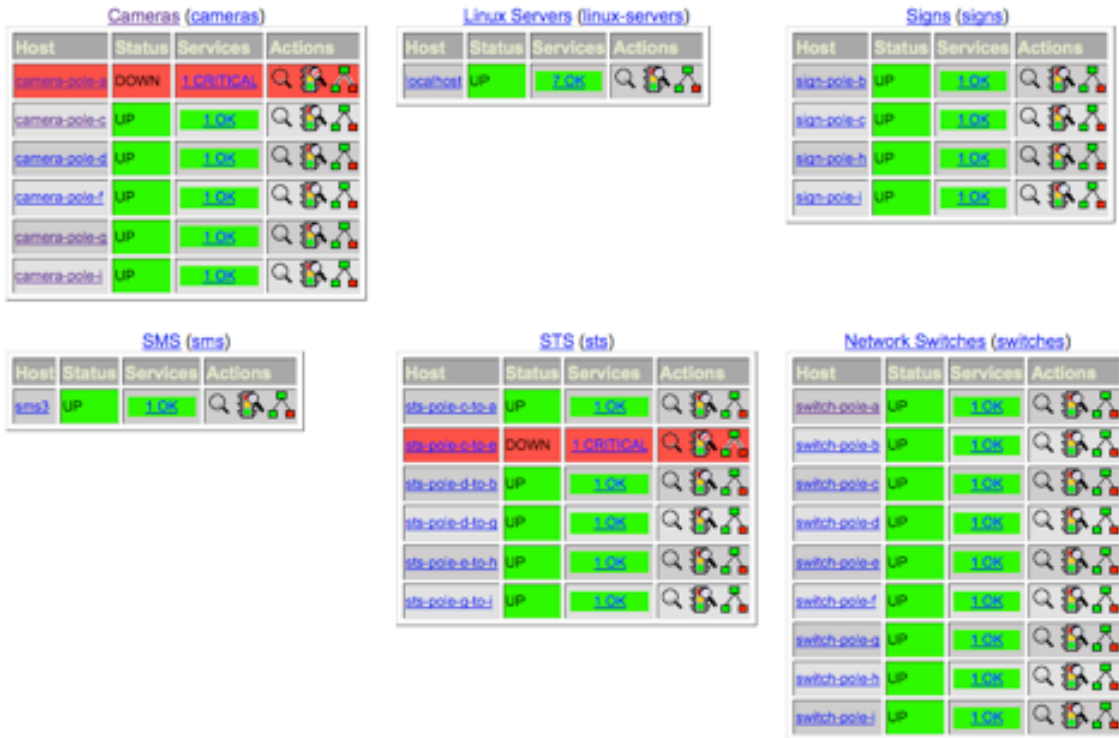 Cameras (cameras)
Host Status Services Actions
camera-pole-a DOWN 1 CRITICAL
camera-pole-c UP 1 OK
camera-pole-d UP 1 OK
camera-pole-f UP 1 OK
camera-pole-g UP 1 OK
camera-pole-i UP 1 OK
Linux Servers (linux-servers)
Host Status Services Actions
localhost UP 7 OK
Signs (signs)
Host Status Services Actions
sign-pole-b UP 1 OK
sign-pole-c UP 1 OK
sign-pole-h UP 1 OK
sign-pole-i UP 1 OK
SMS (sms)
Host Status Services Actions
sms3 UP 1 OK
STS (sts)
Host Status Services Actions
sts-pole-c-to-a UP 1 OK
sts-pole-c-to-e DOWN 1 CRITICAL
sts-pole-d-to-b UP 1 OK
sts-pole-d-to-g UP 1 OK
sts-pole-e-to-h UP 1 OK
sts-pole-g-to-i UP 1 OK
Network Switches (switches)
Host Status Services Actions
switch-pole-a UP 1 OK
switch-pole-b UP 1 OK
switch-pole-c UP 1 OK
switch-pole-d UP 1 OK
switch-pole-e UP 1 OK
switch-pole-f UP 1 OK
switch-pole-g UP 1 OK
switch-pole-h UP 1 OK
switch-pole-i UP 1 OK